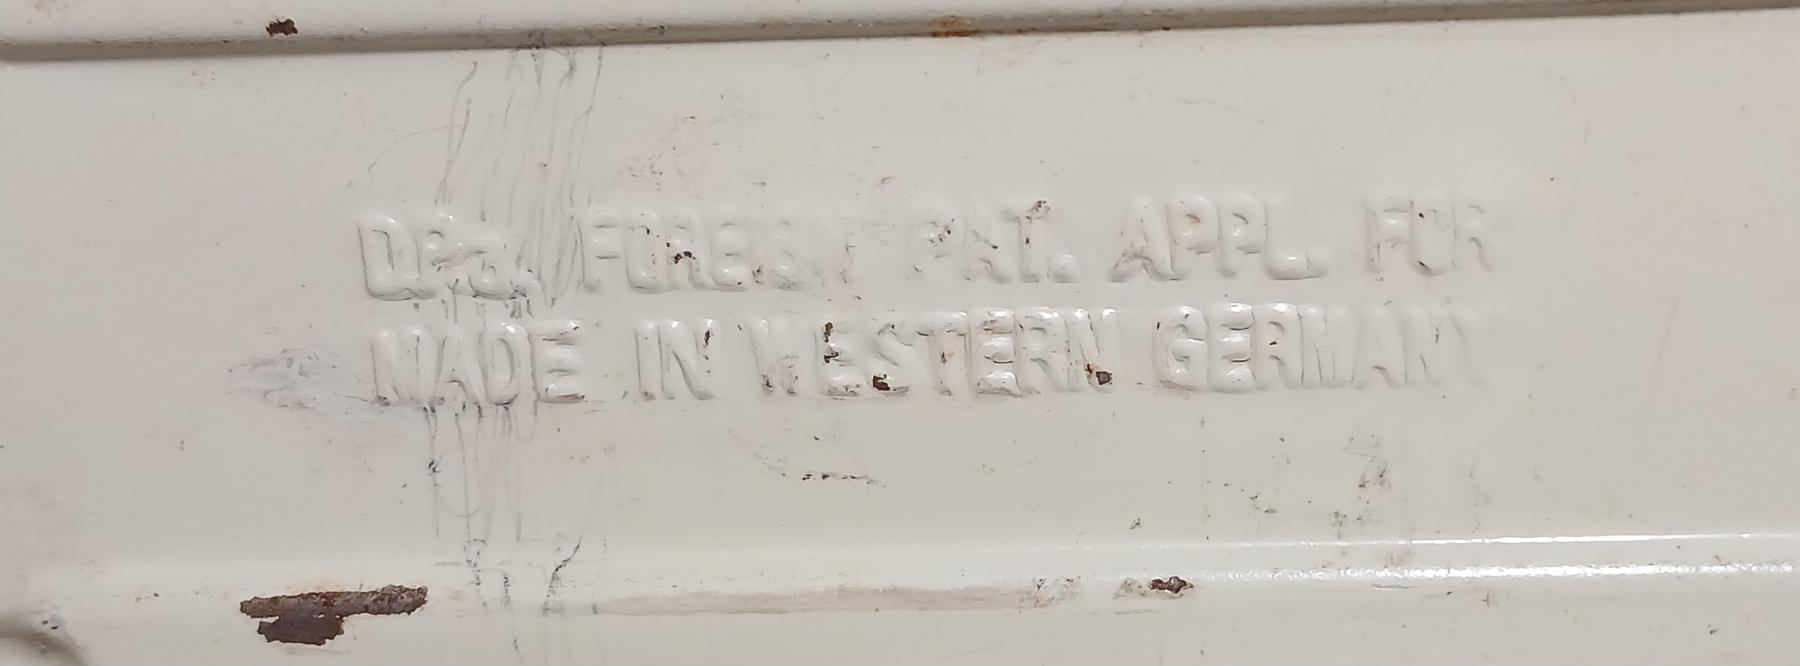 D.P.a. FOREIGN PAT. APPL. FOR
MADE IN WESTERN GERMANY